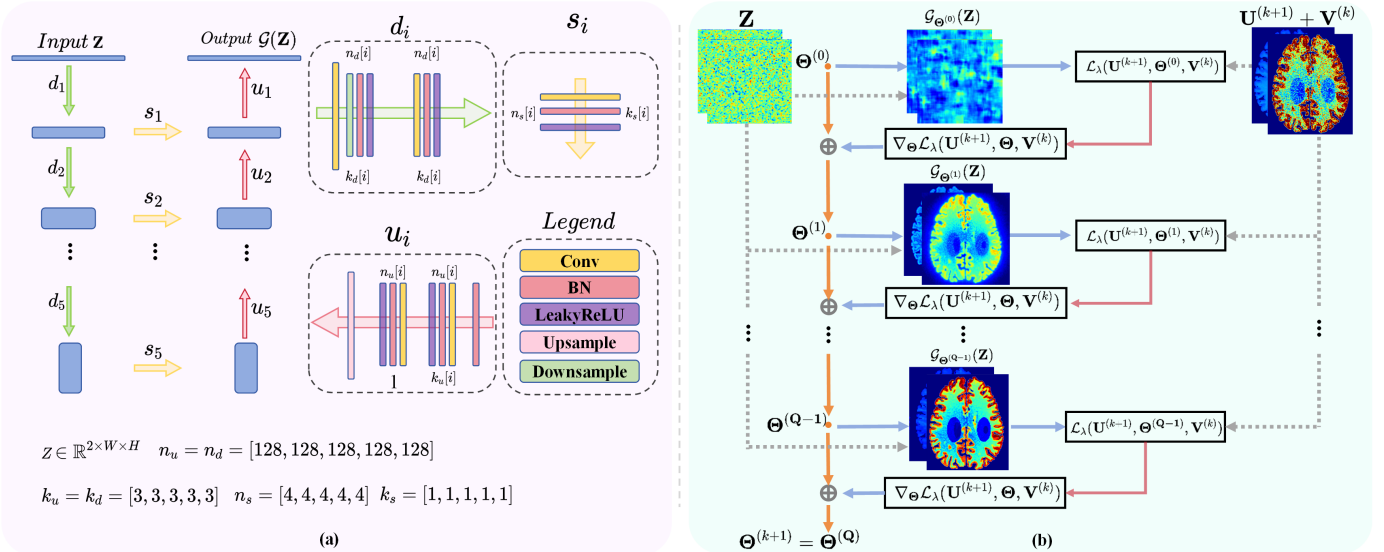 Input Z
Output G(Z)
d_1
u_1
s_1
d_2
u_2
s_2
d_5
u_5
s_5
d_i
n_d[i] n_d[i]
k_d[i] k_d[i]
s_i
n_s[i] k_s[i]
u_i
n_u[i] n_u[i]
1 k_u[i]
Legend
Conv
BN
LeakyReLU
Upsample
Downsample
z ∈ ℝ^{2×W×H} n_u = n_d = [128, 128, 128, 128, 128]
k_u = k_d = [3, 3, 3, 3, 3] n_s = [4, 4, 4, 4, 4] k_s = [1, 1, 1, 1, 1]
(a)
Z
G_{Θ^{(0)}}(Z)
U^{(k+1)} + V^{(k)}
Θ^{(0)}
L_λ(U^{(k+1)}, Θ^{(0)}, V^{(k)})
∇_Θ L_λ(U^{(k+1)}, Θ, V^{(k)})
G_{Θ^{(1)}}(Z)
Θ^{(1)}
L_λ(U^{(k+1)}, Θ^{(1)}, V^{(k)})
∇_Θ L_λ(U^{(k+1)}, Θ, V^{(k)})
G_{Θ^{(Q-1)}}(Z)
Θ^{(Q-1)}
L_λ(U^{(k+1)}, Θ^{(Q-1)}, V^{(k)})
∇_Θ L_λ(U^{(k+1)}, Θ, V^{(k)})
Θ^{(k+1)} = Θ^{(Q)}
(b)